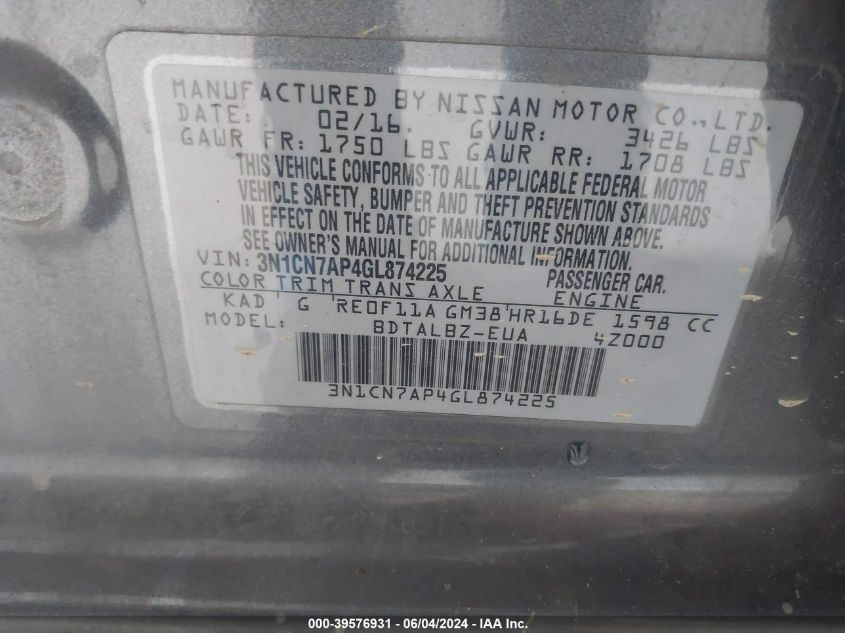 MANUFACTURED BY NISSAN MOTOR CO.,LTD.
DATE: 02/16. GVWR: 3426 LBS
GAWR FR: 1750 LBS GAWR RR: 1708 LBS
THIS VEHICLE CONFORMS TO ALL APPLICABLE FEDERAL MOTOR
VEHICLE SAFETY, BUMPER AND THEFT PREVENTION STANDARDS
IN EFFECT ON THE DATE OF MANUFACTURE SHOWN ABOVE.
SEE OWNER'S MANUAL FOR ADDITIONAL INFORMATION.
VIN: 3N1CN7AP4GL874225 PASSENGER CAR.
COLOR TRIM TRANS AXLE ENGINE
KAD G RE0F11A GM38 HR16DE 1598 CC
MODEL: BDTALBZ-EUA 4Z000
3N1CN7AP4GL874225
000-39576931 - 06/04/2024 - IAA Inc.